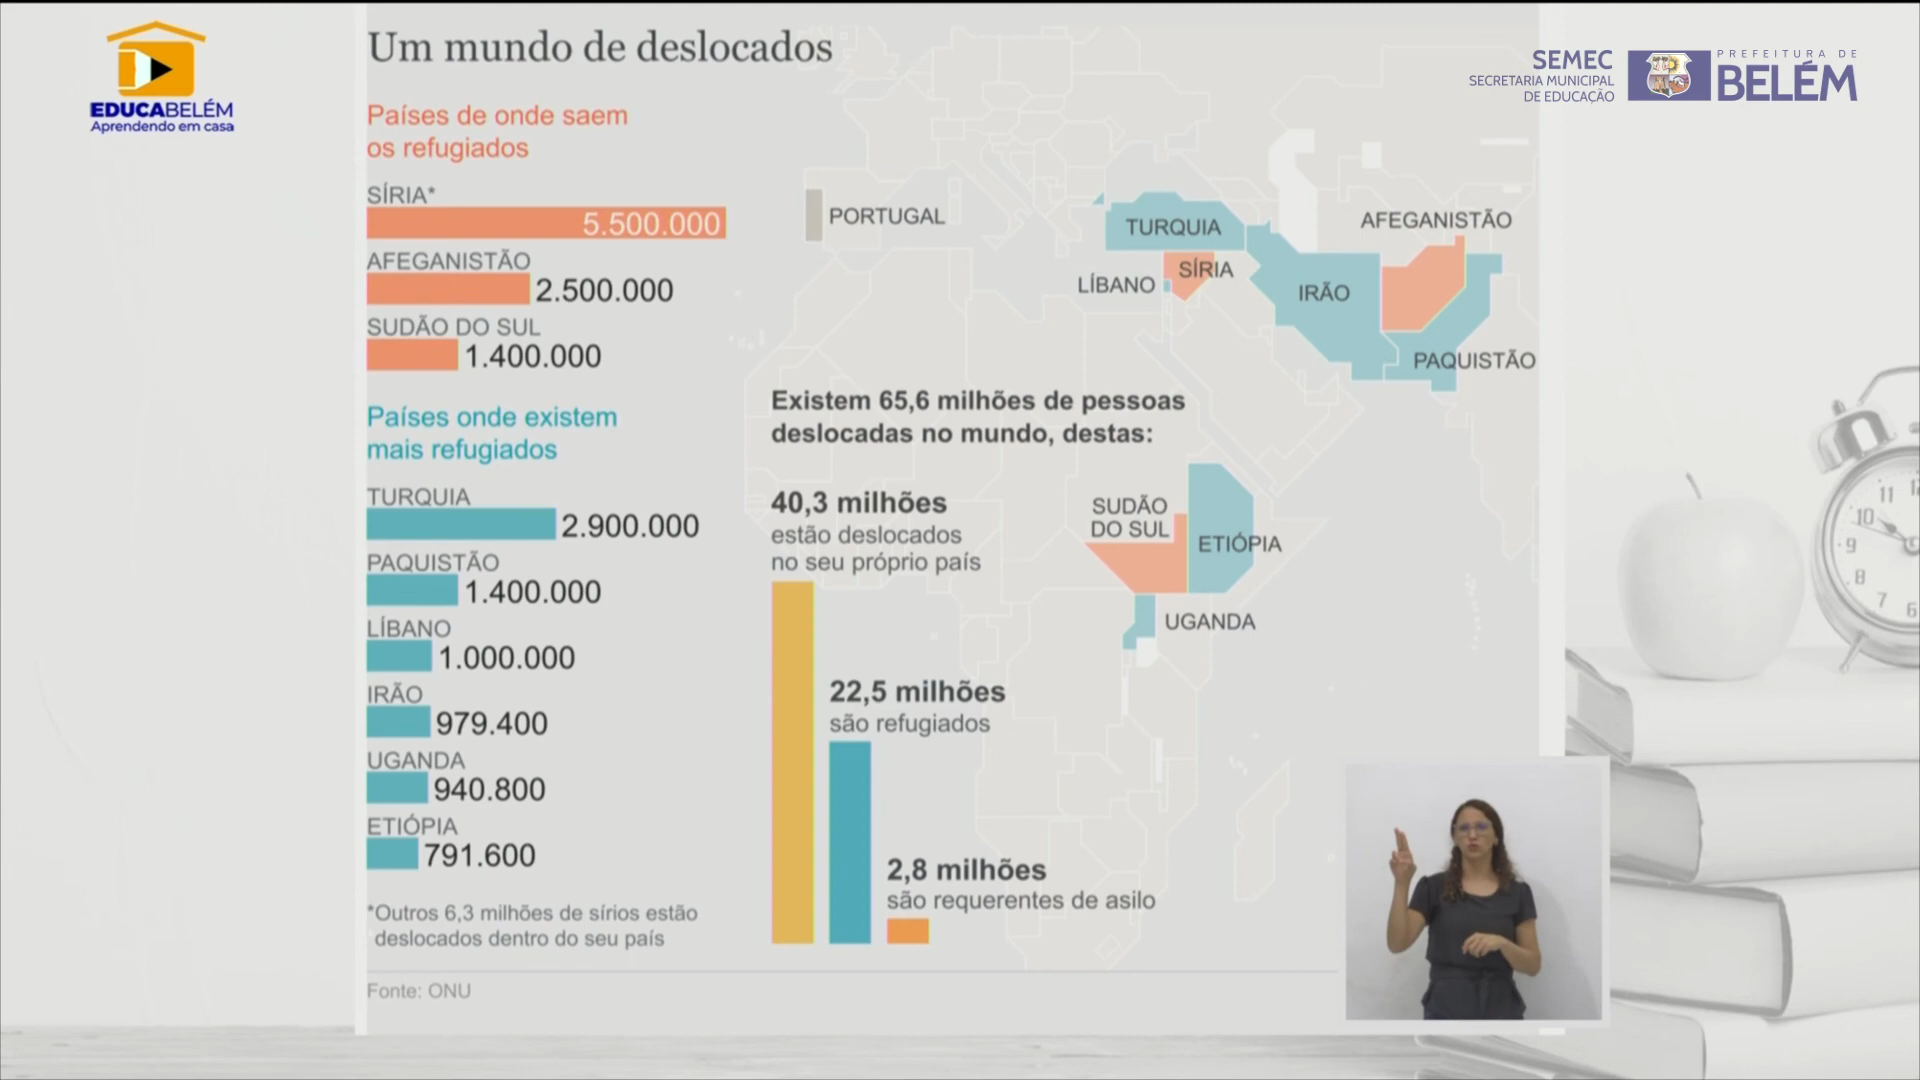 EDUCABELÉM
Aprendendo em casa
SEMEC
SECRETARIA MUNICIPAL
DE EDUCAÇÃO
PREFEITURA DE
BELÉM
Um mundo de deslocados
Países de onde saem
os refugiados
SÍRIA*
5.500.000
AFEGANISTÃO
2.500.000
SUDÃO DO SUL
1.400.000
Países onde existem
mais refugiados
TURQUIA
2.900.000
PAQUISTÃO
1.400.000
LÍBANO
1.000.000
IRÃO
979.400
UGANDA
940.800
ETIÓPIA
791.600
*Outros 6,3 milhões de sírios estão
deslocados dentro do seu país
Fonte: ONU
PORTUGAL
TURQUIA
AFEGANISTÃO
SÍRIA
LÍBANO
IRÃO
PAQUISTÃO
Existem 65,6 milhões de pessoas
deslocadas no mundo, destas:
40,3 milhões
estão deslocados
no seu próprio país
SUDÃO
DO SUL
ETIÓPIA
UGANDA
22,5 milhões
são refugiados
2,8 milhões
são requerentes de asilo
11
10
9
8
7
6